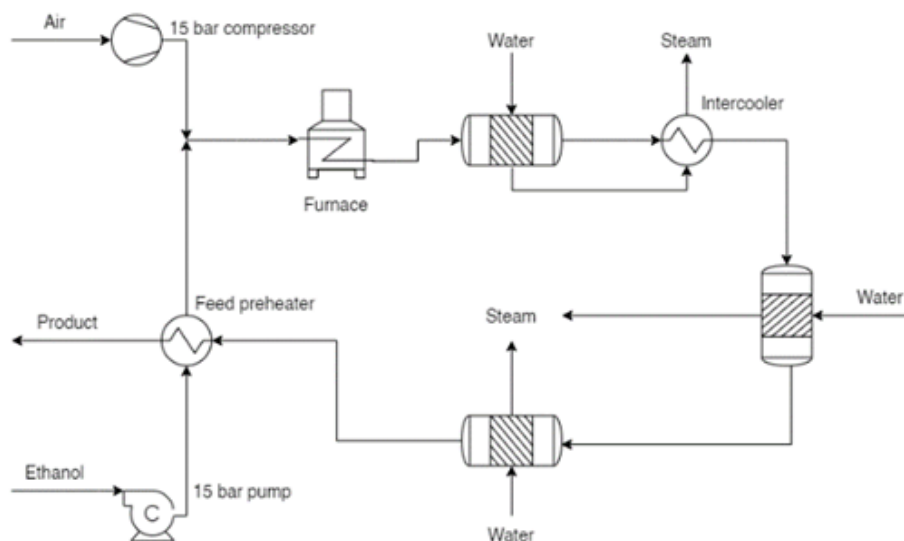 Air
15 bar compressor
Water
Steam
Intercooler
Furnace
Feed preheater
Product
Steam
Water
Ethanol
C
15 bar pump
Water